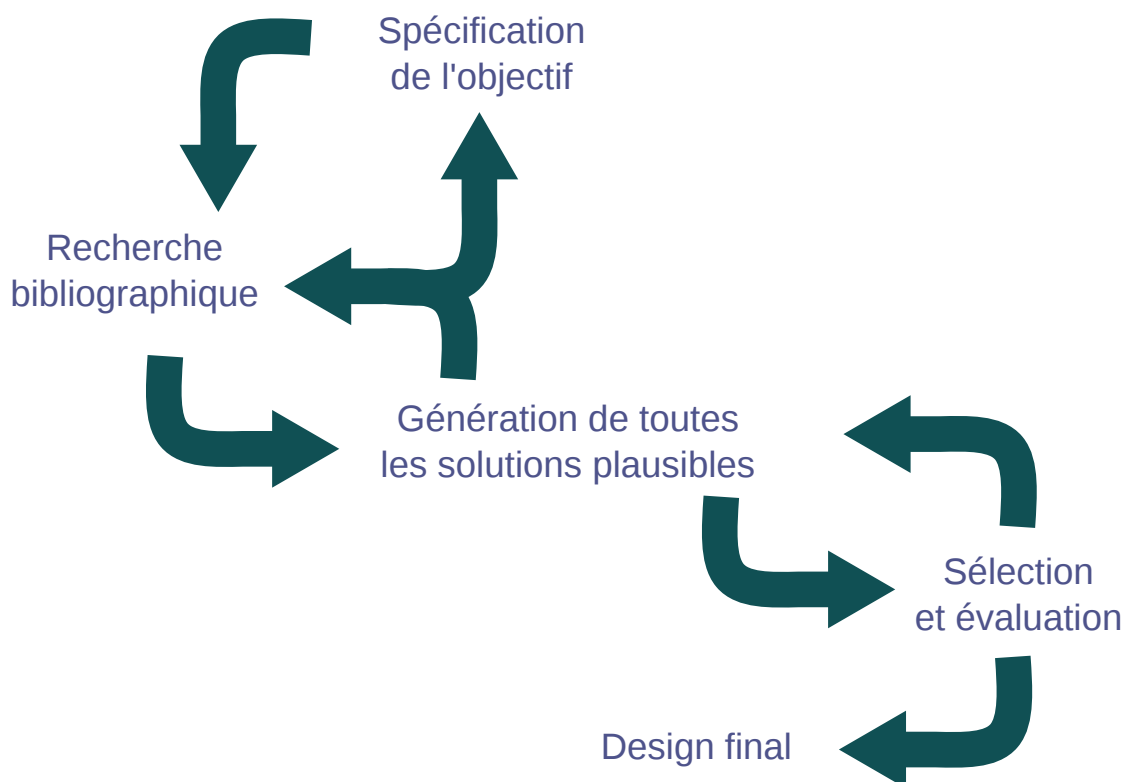 Spécification
de l'objectif
Recherche
bibliographique
Génération de toutes
les solutions plausibles
Sélection
et évaluation
Design final